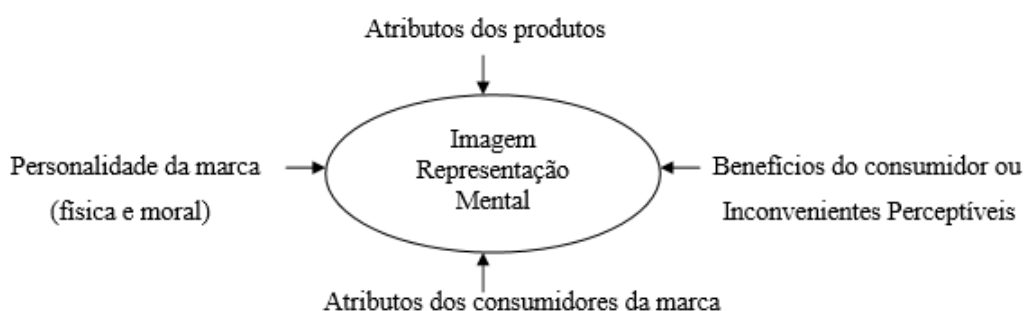 Atributos dos produtos
Imagem
Representação
Mental
Personalidade da marca
(física e moral)
Benefícios do consumidor ou
Inconvenientes Perceptíveis
Atributos dos consumidores da marca